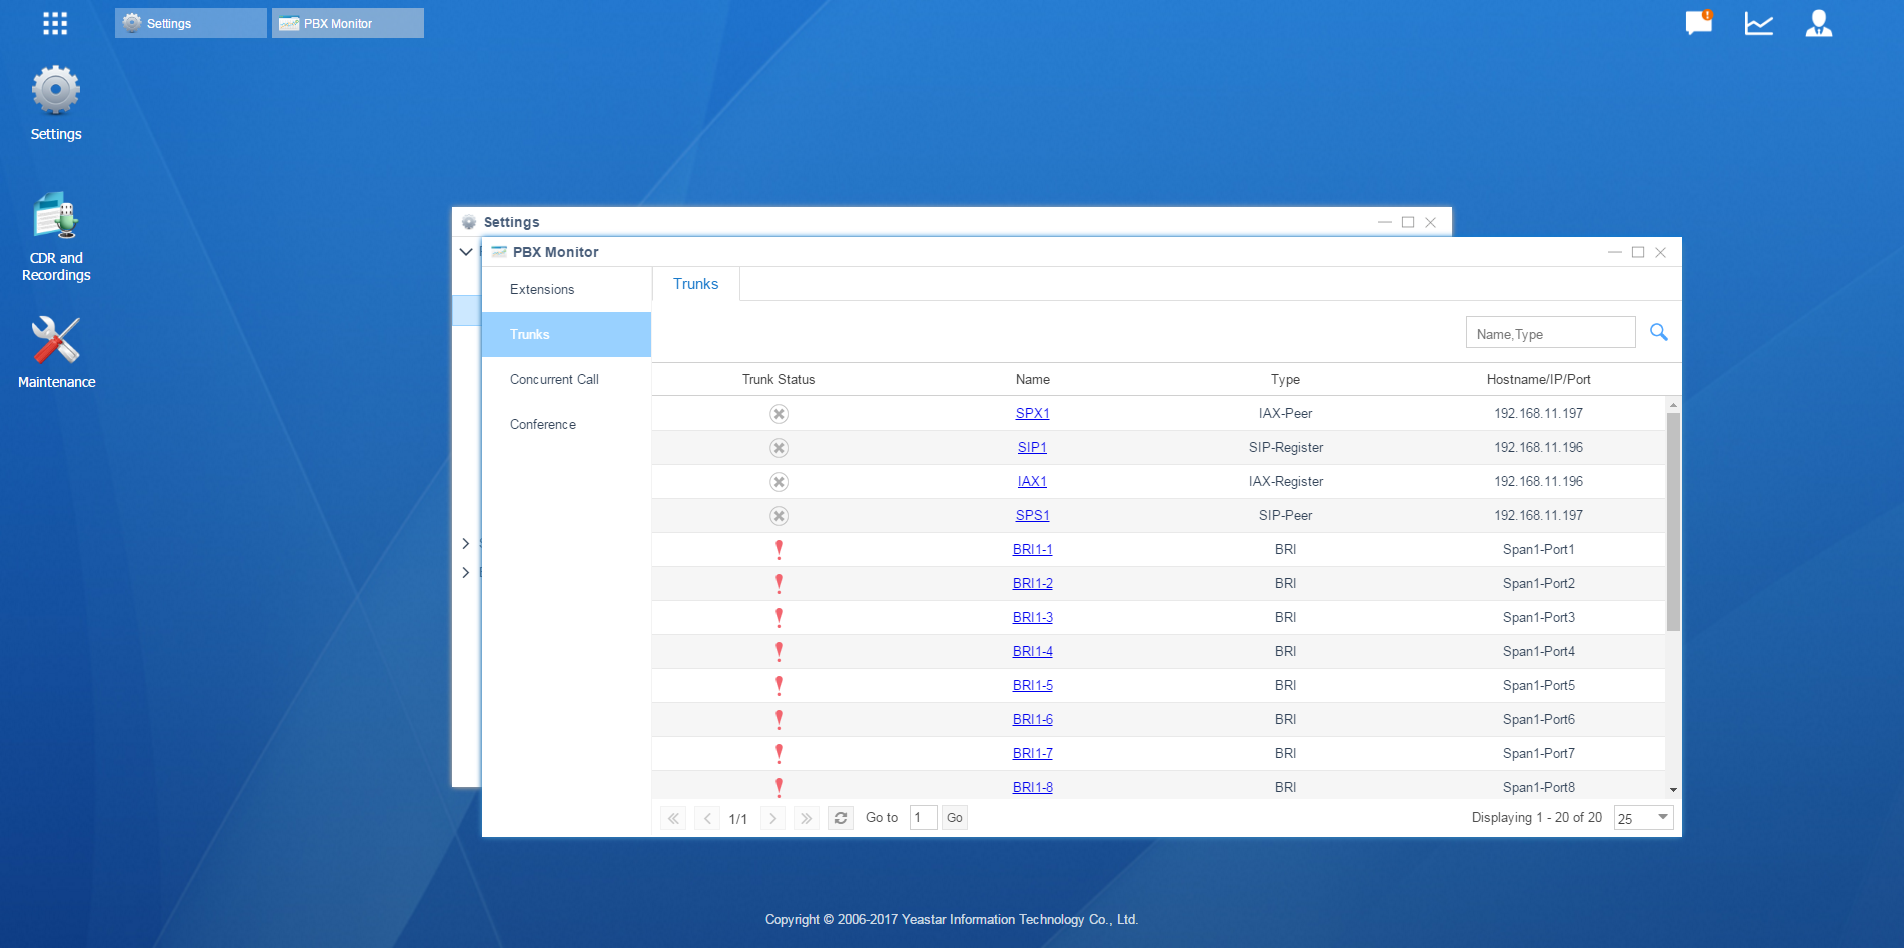 Settings
PBX Monitor
Settings
CDR and
Recordings
Maintenance
Settings
PBX Monitor
Extensions
Trunks
Concurrent Call
Conference
Trunks
Name,Type
Trunk Status Name Type Hostname/IP/Port
SPX1 IAX-Peer 192.168.11.197
SIP1 SIP-Register 192.168.11.196
IAX1 IAX-Register 192.168.11.196
SPS1 SIP-Peer 192.168.11.197
BRI1-1 BRI Span1-Port1
BRI1-2 BRI Span1-Port2
BRI1-3 BRI Span1-Port3
BRI1-4 BRI Span1-Port4
BRI1-5 BRI Span1-Port5
BRI1-6 BRI Span1-Port6
BRI1-7 BRI Span1-Port7
BRI1-8 BRI Span1-Port8
1/1 Go to 1 Go Displaying 1 - 20 of 20 25
Copyright © 2006-2017 Yeastar Information Technology Co., Ltd.